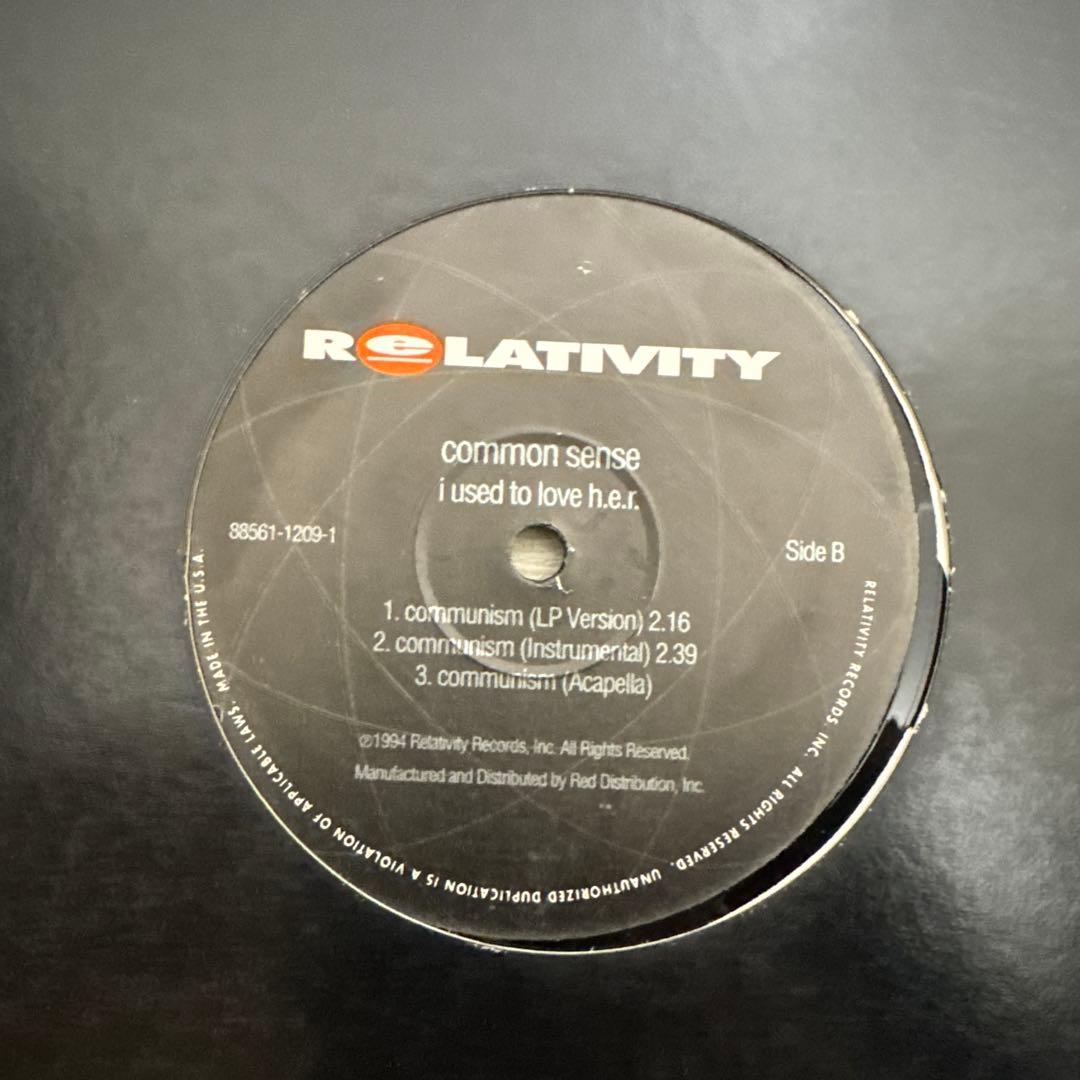 ReLATIVITY
common sense
i used to love h.e.r.
88561-1209-1
Side B
1. communism (LP Version) 2.16
2. communism (Instrumental) 2.39
3. communism (Acapella)
℗1994 Relativity Records, Inc. All Rights Reserved.
Manufactured and Distributed by Red Distribution, Inc.
RELATIVITY RECORDS, INC. ALL RIGHTS RESERVED. UNAUTHORIZED DUPLICATION IS A VIOLATION OF APPLICABLE LAWS. MADE IN THE U.S.A.